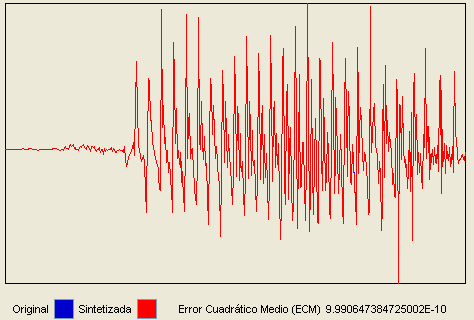 Original Sintetizada Error Cuadrático Medio (ECM) 9.990647384725002E-10